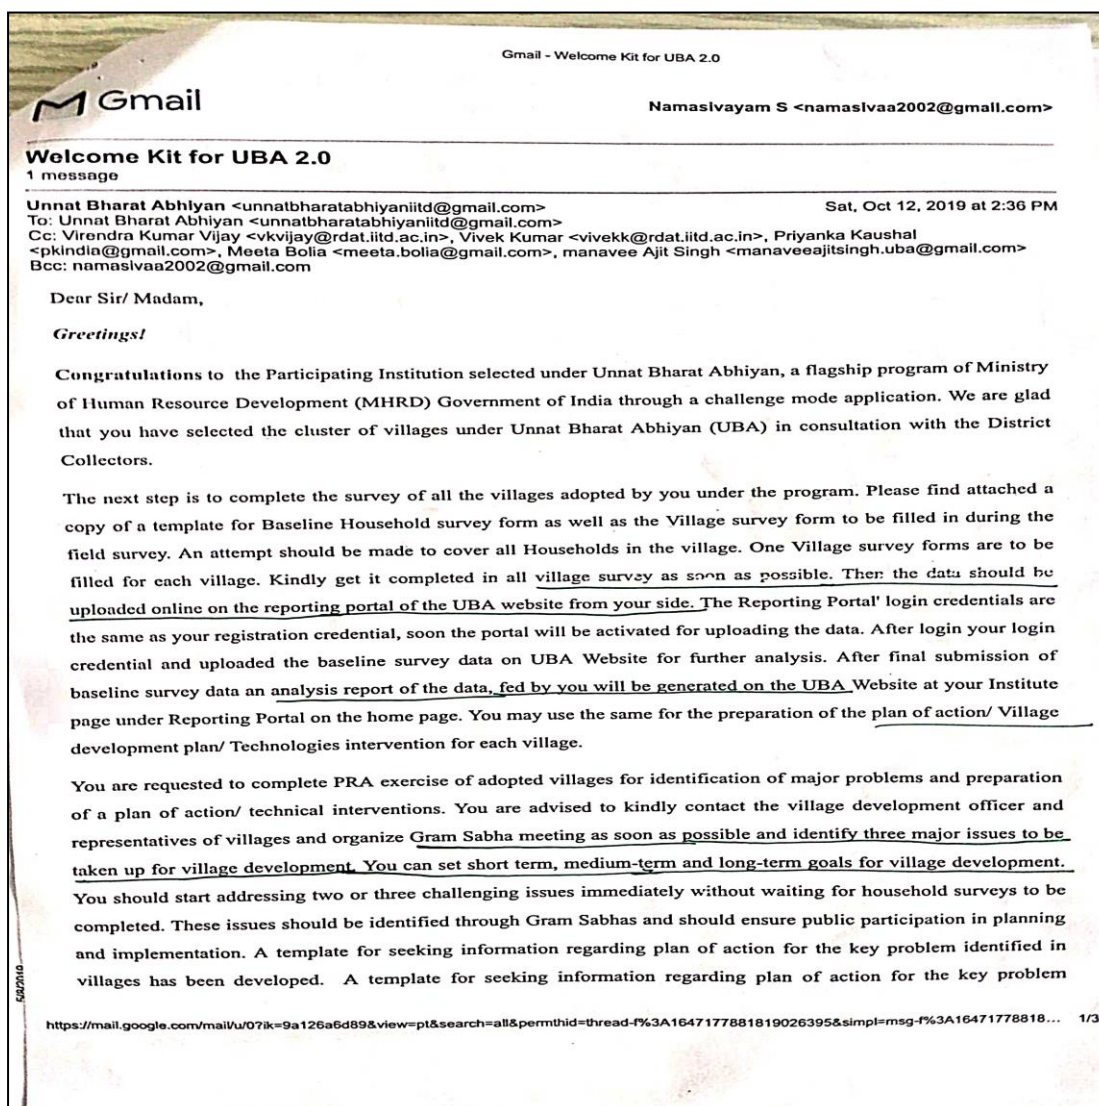 Gmail - Welcome Kit for UBA 2.0
Gmail
Namasivayam S <namasivaa2002@gmail.com>
Welcome Kit for UBA 2.0
1 message
Unnat Bharat Abhiyan <unnatbharatabhiyaniitd@gmail.com>
Sat, Oct 12, 2019 at 2:36 PM
To: Unnat Bharat Abhiyan <unnatbharatabhiyaniitd@gmail.com>
Cc: Virendra Kumar Vijay <vkvijay@rdat.iitd.ac.in>, Vivek Kumar <vivekk@rdat.iitd.ac.in>, Priyanka Kaushal
<pkindia@gmail.com>, Meeta Bolia <meeta.bolia@gmail.com>, manavee Ajit Singh <manaveeajitsingh.uba@gmail.com>
Bcc: namasivaa2002@gmail.com
Dear Sir/ Madam,
Greetings!
Congratulations to the Participating Institution selected under Unnat Bharat Abhiyan, a flagship program of Ministry
of Human Resource Development (MHRD) Government of India through a challenge mode application. We are glad
that you have selected the cluster of villages under Unnat Bharat Abhiyan (UBA) in consultation with the District
Collectors.
The next step is to complete the survey of all the villages adopted by you under the program. Please find attached a
copy of a template for Baseline Household survey form as well as the Village survey form to be filled in during the
field survey. An attempt should be made to cover all Households in the village. One Village survey forms are to be
filled for each village. Kindly get it completed in all village survey as soon as possible. Then the data should be
uploaded online on the reporting portal of the UBA website from your side. The Reporting Portal' login credentials are
the same as your registration credential, soon the portal will be activated for uploading the data. After login your login
credential and uploaded the baseline survey data on UBA Website for further analysis. After final submission of
baseline survey data an analysis report of the data, fed by you will be generated on the UBA Website at your Institute
page under Reporting Portal on the home page. You may use the same for the preparation of the plan of action/ Village
development plan/ Technologies intervention for each village.
You are requested to complete PRA exercise of adopted villages for identification of major problems and preparation
of a plan of action/ technical interventions. You are advised to kindly contact the village development officer and
representatives of villages and organize Gram Sabha meeting as soon as possible and identify three major issues to be
taken up for village development. You can set short term, medium-term and long-term goals for village development.
You should start addressing two or three challenging issues immediately without waiting for household surveys to be
completed. These issues should be identified through Gram Sabhas and should ensure public participation in planning
and implementation. A template for seeking information regarding plan of action for the key problem identified in
villages has been developed. A template for seeking information regarding plan of action for the key problem
https://mail.google.com/mail/u/0?ik=9a126a6d89&view=pt&search=all&permthid=thread-f%3A1647177881819026395&simpl=msg-f%3A16471778818... 1/3